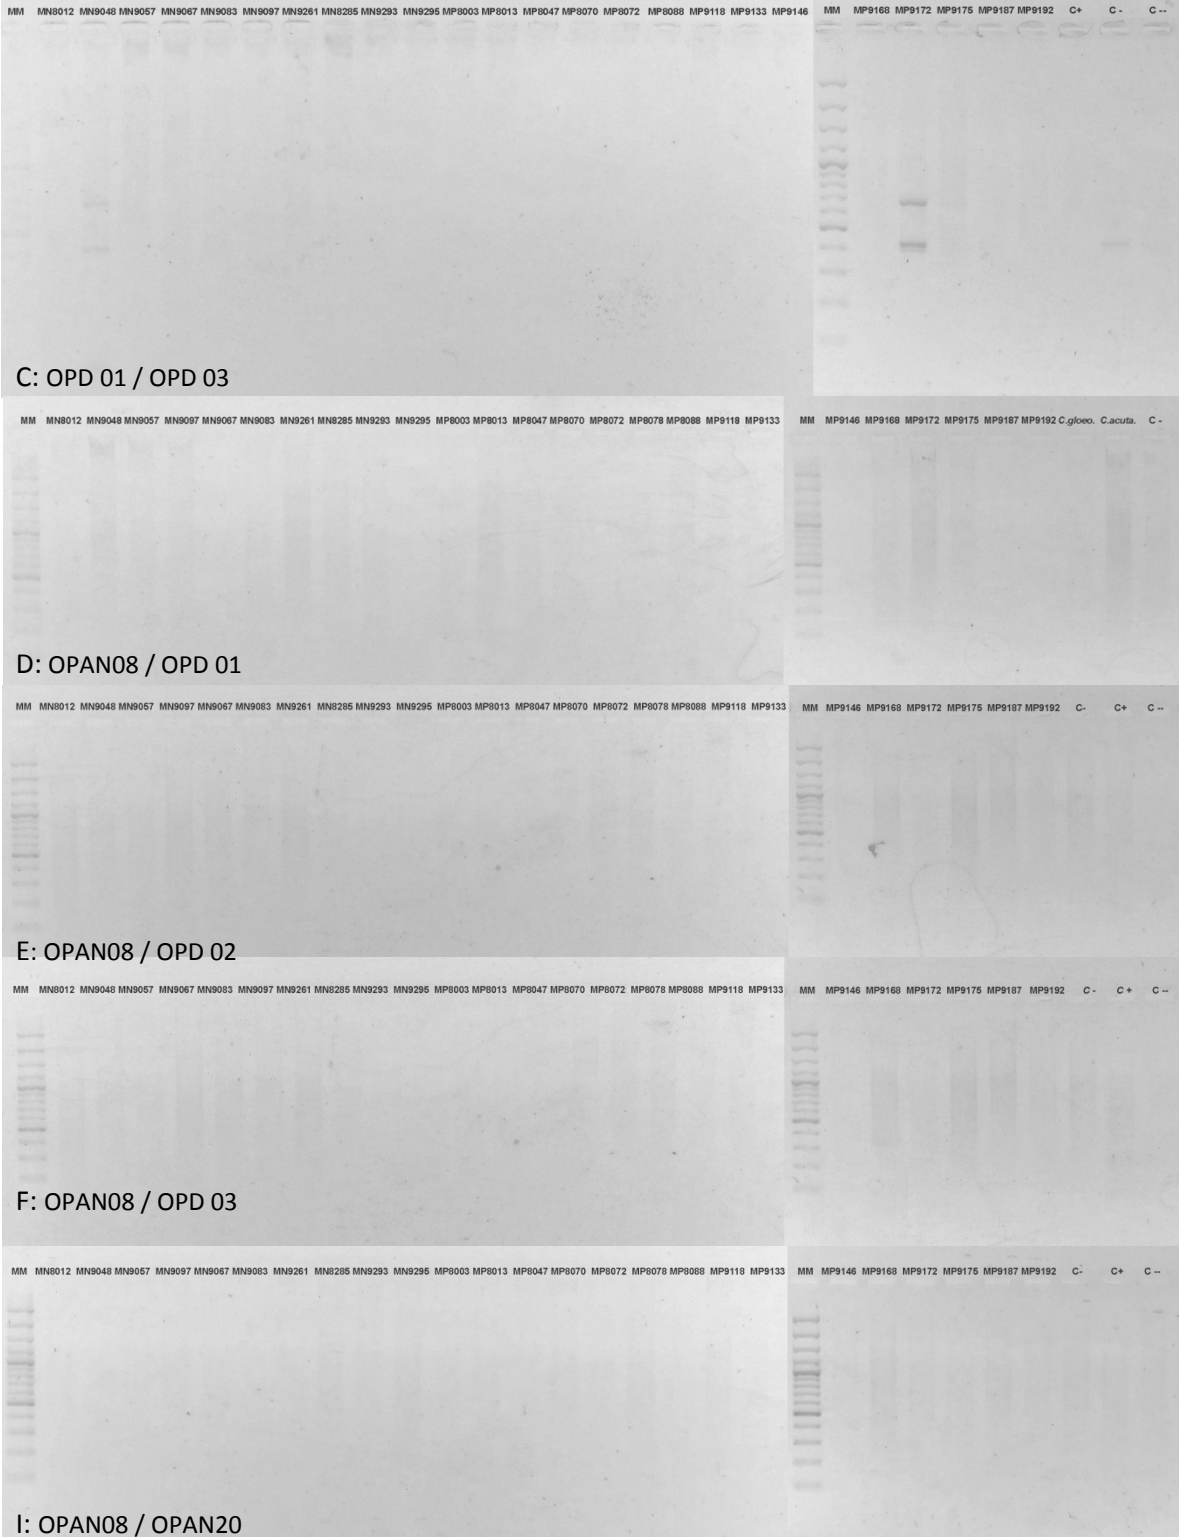 MM MN8012 MN9048 MN9057 MN9067 MN9083 MN9097 MN9261 MN8285 MN9293 MN9295 MP8003 MP8013 MP8047 MP8070 MP8072 MP8088 MP9118 MP9133 MP9146 MM MP9168 MP9172 MP9175 MP9187 MP9192 C+ C - C --
C: OPD 01 / OPD 03
MM MN8012 MN9048 MN9057 MN9097 MN9067 MN9083 MN9261 MN8285 MN9293 MN9295 MP8003 MP8013 MP8047 MP8070 MP8072 MP8078 MP8088 MP9118 MP9133 MM MP9146 MP9168 MP9172 MP9175 MP9187 MP9192 C.gloeo. C.acuta. C -
D: OPAN08 / OPD 01
MM MN8012 MN9048 MN9057 MN9097 MN9067 MN9083 MN9261 MN8285 MN9293 MN9295 MP8003 MP8013 MP8047 MP8070 MP8072 MP8078 MP8088 MP9118 MP9133 MM MP9146 MP9168 MP9172 MP9175 MP9187 MP9192 C- C+ C --
E: OPAN08 / OPD 02
MM MN8012 MN9048 MN9057 MN9067 MN9083 MN9097 MN9261 MN8285 MN9293 MN9295 MP8003 MP8013 MP8047 MP8070 MP8072 MP8078 MP8088 MP9118 MP9133 MM MP9146 MP9168 MP9172 MP9175 MP9187 MP9192 C - C + C --
F: OPAN08 / OPD 03
MM MN8012 MN9048 MN9057 MN9097 MN9067 MN9083 MN9261 MN8285 MN9293 MN9295 MP8003 MP8013 MP8047 MP8070 MP8072 MP8078 MP8088 MP9118 MP9133 MM MP9146 MP9168 MP9172 MP9175 MP9187 MP9192 C- C+ C --
I: OPAN08 / OPAN20